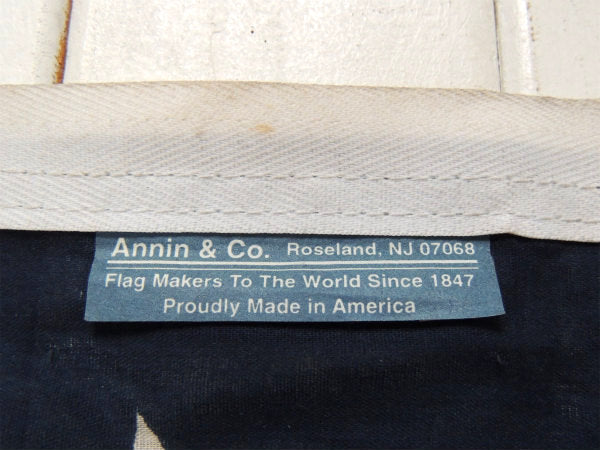 Annin & Co. Roseland, NJ 07068
Flag Makers To The World Since 1847
Proudly Made in America